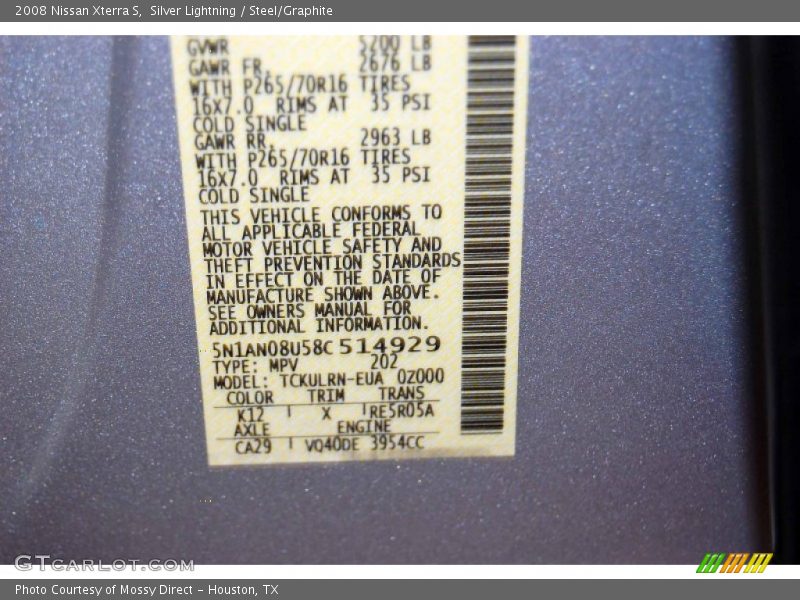 2008 Nissan Xterra S, Silver Lightning / Steel/Graphite
GVWR 5200 LB
GAWR FR. 2676 LB
WITH P265/70R16 TIRES
16X7.0 RIMS AT 35 PSI
COLD SINGLE
GAWR RR. 2963 LB
WITH P265/70R16 TIRES
16X7.0 RIMS AT 35 PSI
COLD SINGLE
THIS VEHICLE CONFORMS TO
ALL APPLICABLE FEDERAL
MOTOR VEHICLE SAFETY AND
THEFT PREVENTION STANDARDS
IN EFFECT ON THE DATE OF
MANUFACTURE SHOWN ABOVE.
SEE OWNERS MANUAL FOR
ADDITIONAL INFORMATION.
5N1AN08U58C514929
TYPE: MPV 202
MODEL: TCKULRN-EUA 0Z000
COLOR TRIM TRANS
K12 X RE5R05A
AXLE ENGINE
CA29 VQ40DE 3954CC
GTCARLOT.COM
Photo Courtesy of Mossy Direct - Houston, TX